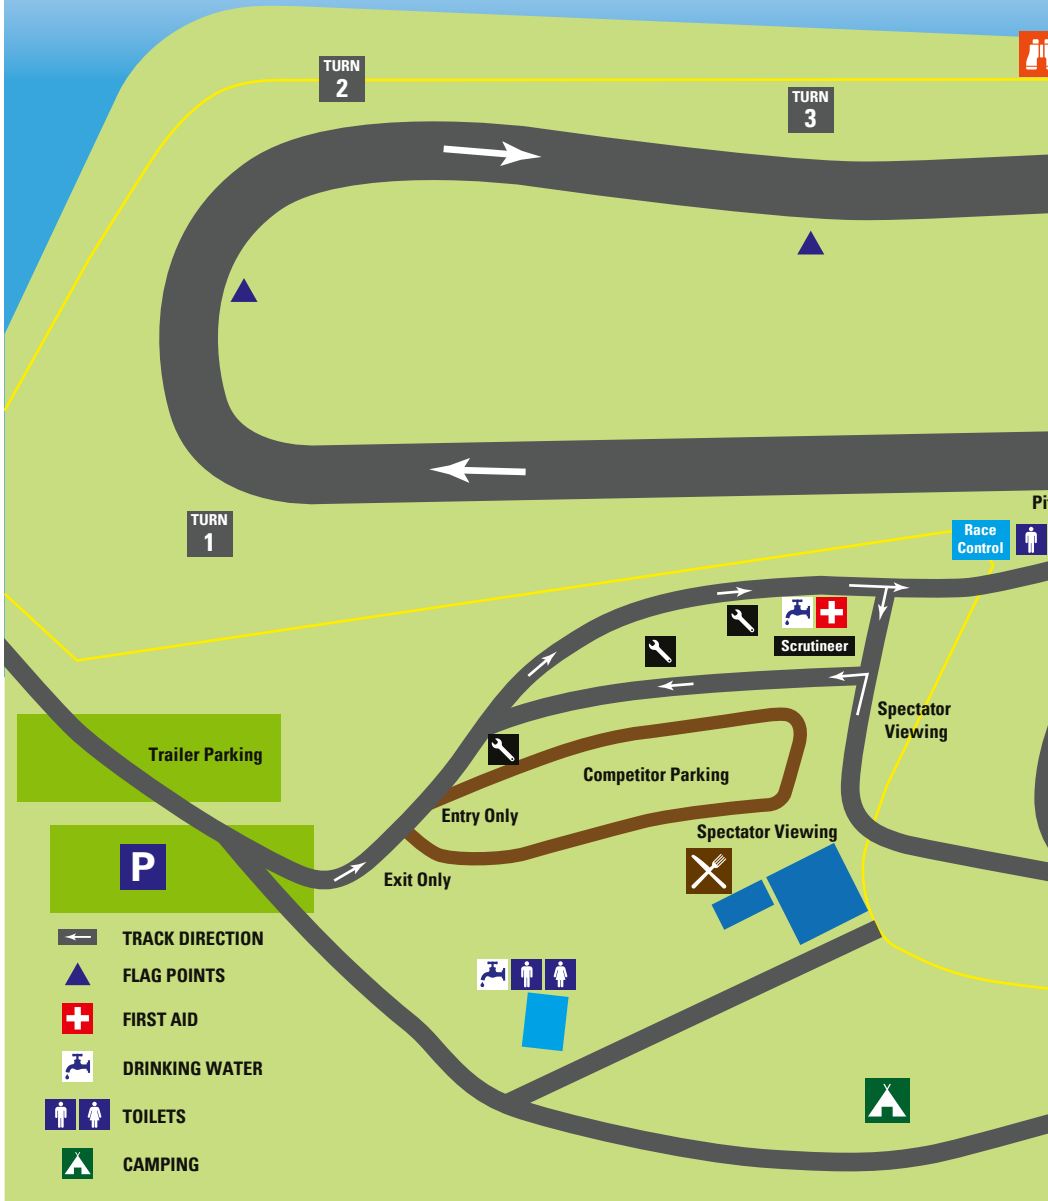 TURN
2
TURN
3
TURN
1
Pi
Race
Control
Scrutineer
Spectator
Viewing
Trailer Parking
Competitor Parking
Entry Only
Spectator Viewing
P
Exit Only
TRACK DIRECTION
FLAG POINTS
FIRST AID
DRINKING WATER
TOILETS
CAMPING